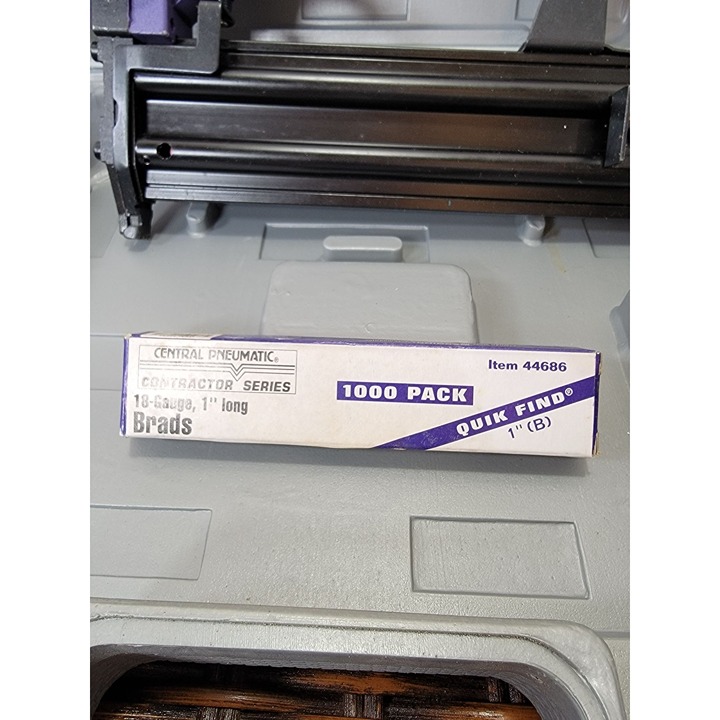 CENTRAL PNEUMATIC®
CONTRACTOR SERIES
18-Gauge, 1" long
Brads
1000 PACK
Item 44686
QUIK FIND®
1" (B)